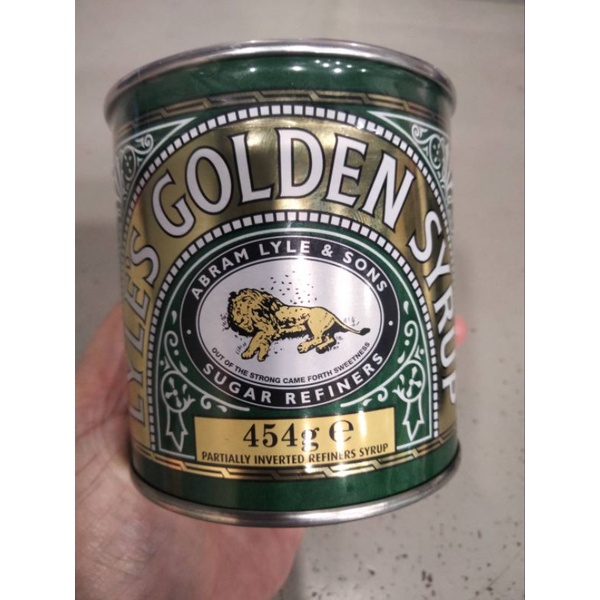 LYLE'S GOLDEN SYRUP
ABRAM LYLE & SONS
OUT OF THE STRONG CAME FORTH SWEETNESS
SUGAR REFINERS
454g e
PARTIALLY INVERTED REFINERS SYRUP